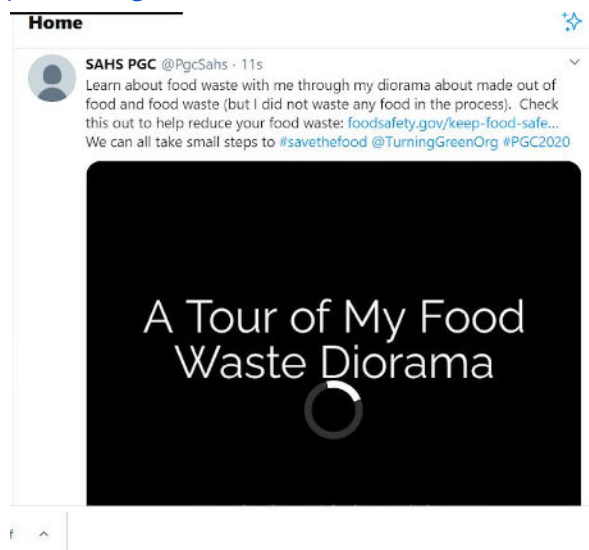 Home
SAHS PGC @PgcSahs · 11s
Learn about food waste with me through my diorama about made out of
food and food waste (but I did not waste any food in the process). Check
this out to help reduce your food waste: foodsafety.gov/keep-food-safe...
We can all take small steps to #savethefood @TurningGreenOrg #PGC2020
A Tour of My Food
Waste Diorama